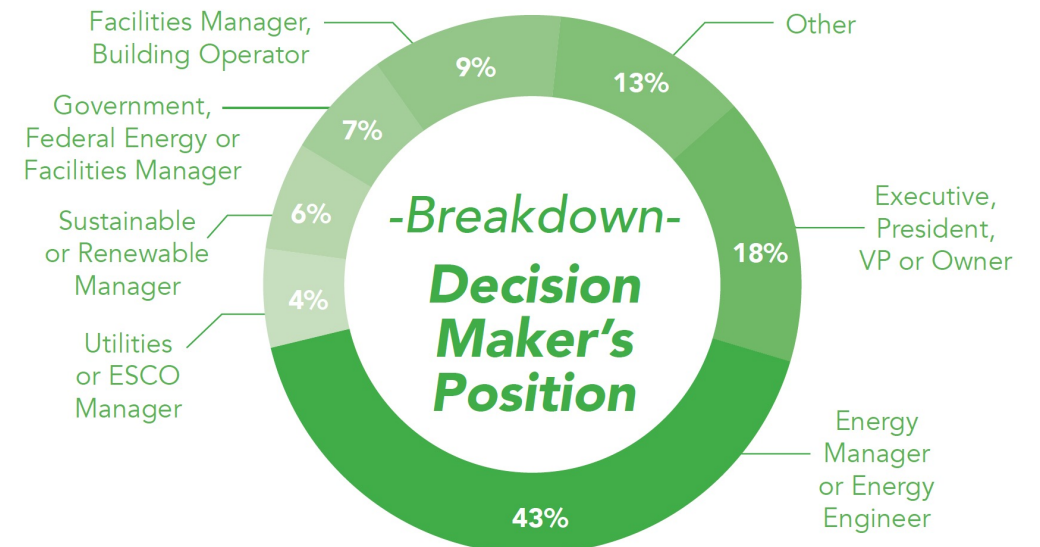 Facilities Manager,
Building Operator
9%
Other
13%
Government,
Federal Energy or
Facilities Manager
7%
Sustainable
or Renewable
Manager
6%
Executive,
President,
VP or Owner
18%
-Breakdown-
Decision
Maker’s
Position
Utilities
or ESCO
Manager
4%
Energy
Manager
or Energy
Engineer
43%